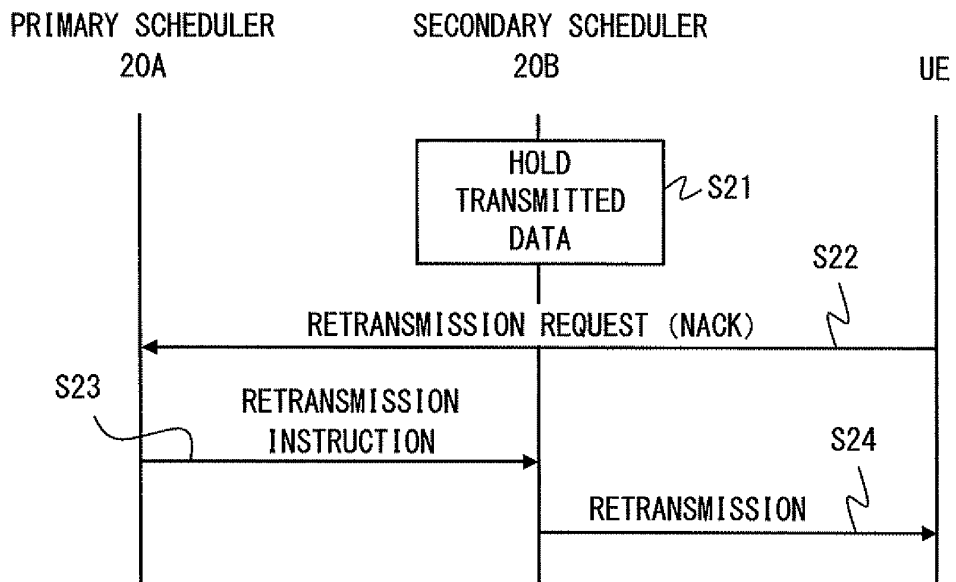 PRIMARY SCHEDULER
20A
SECONDARY SCHEDULER
20B
UE
HOLD
TRANSMITTED
DATA
S21
S22
RETRANSMISSION REQUEST (NACK)
S23
RETRANSMISSION
INSTRUCTION
S24
RETRANSMISSION